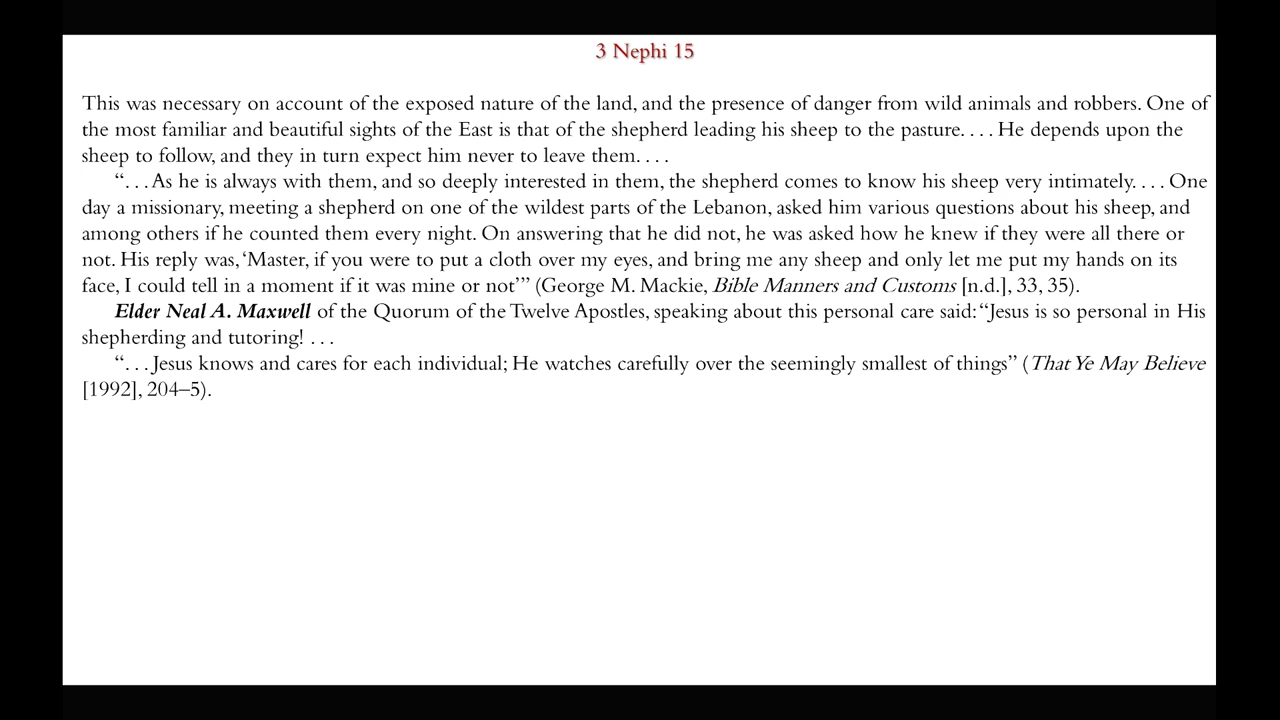 3 Nephi 15
This was necessary on account of the exposed nature of the land, and the presence of danger from wild animals and robbers. One of
the most familiar and beautiful sights of the East is that of the shepherd leading his sheep to the pasture. . . . He depends upon the
sheep to follow, and they in turn expect him never to leave them. . . .
“. . . As he is always with them, and so deeply interested in them, the shepherd comes to know his sheep very intimately. . . . One
day a missionary, meeting a shepherd on one of the wildest parts of the Lebanon, asked him various questions about his sheep, and
among others if he counted them every night. On answering that he did not, he was asked how he knew if they were all there or
not. His reply was, ‘Master, if you were to put a cloth over my eyes, and bring me any sheep and only let me put my hands on its
face, I could tell in a moment if it was mine or not’” (George M. Mackie, Bible Manners and Customs [n.d.], 33, 35).
Elder Neal A. Maxwell of the Quorum of the Twelve Apostles, speaking about this personal care said: “Jesus is so personal in His
shepherding and tutoring! . . .
“. . . Jesus knows and cares for each individual; He watches carefully over the seemingly smallest of things” (That Ye May Believe
[1992], 204–5).